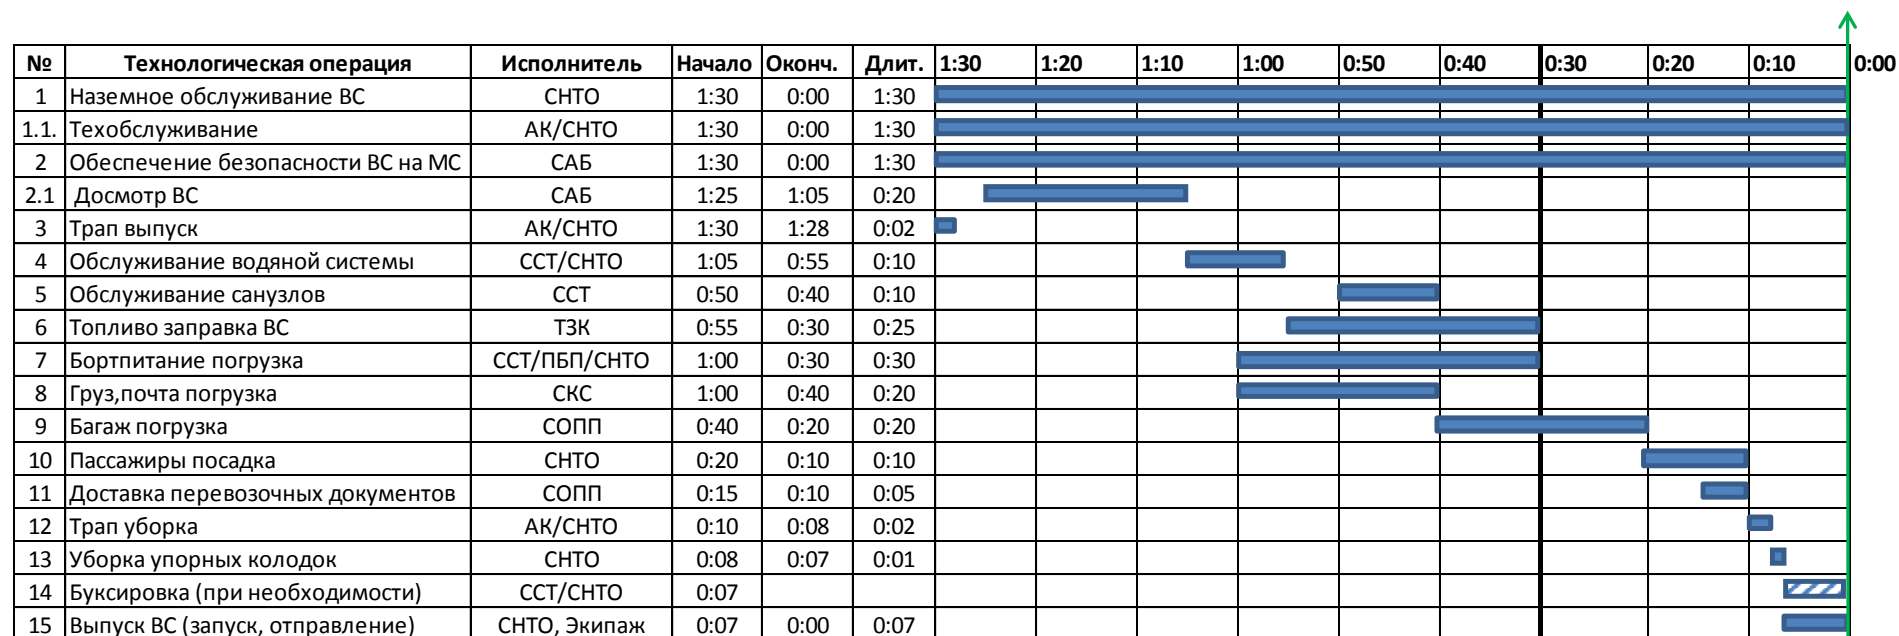 № Технологическая операция Исполнитель Начало Оконч. Длит. 1:30 1:20 1:10 1:00 0:50 0:40 0:30 0:20 0:10 0:00
1 Наземное обслуживание ВС СНТО 1:30 0:00 1:30
1.1. Техобслуживание АК/СНТО 1:30 0:00 1:30
2 Обеспечение безопасности ВС на МС САБ 1:30 0:00 1:30
2.1 Досмотр ВС САБ 1:25 1:05 0:20
3 Трап выпуск АК/СНТО 1:30 1:28 0:02
4 Обслуживание водяной системы ССТ/СНТО 1:05 0:55 0:10
5 Обслуживание санузлов ССТ 0:50 0:40 0:10
6 Топливо заправка ВС ТЗК 0:55 0:30 0:25
7 Бортпитание погрузка ССТ/ПБП/СНТО 1:00 0:30 0:30
8 Груз,почта погрузка СКС 1:00 0:40 0:20
9 Багаж погрузка СОПП 0:40 0:20 0:20
10 Пассажиры посадка СНТО 0:20 0:10 0:10
11 Доставка перевозочных документов СОПП 0:15 0:10 0:05
12 Трап уборка АК/СНТО 0:10 0:08 0:02
13 Уборка упорных колодок СНТО 0:08 0:07 0:01
14 Буксировка (при необходимости) ССТ/СНТО 0:07
15 Выпуск ВС (запуск, отправление) СНТО, Экипаж 0:07 0:00 0:07